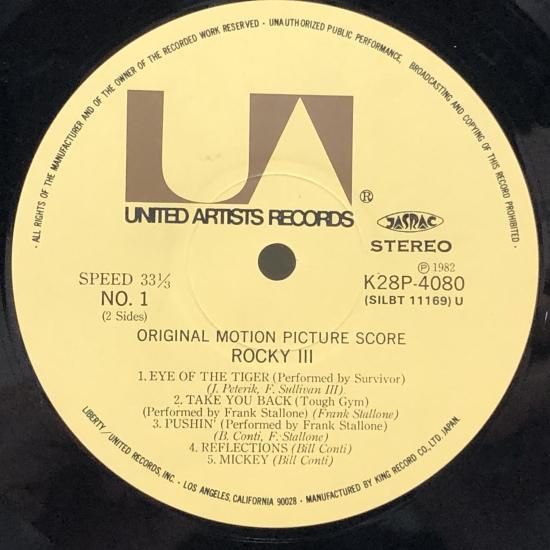 · ALL RIGHTS OF THE MANUFACTURER AND OF THE OWNER OF THE RECORDED WORK RESERVED · UNAUTHORIZED PUBLIC PERFORMANCE, BROADCASTING AND COPYING OF THIS RECORD PROHIBITED ·
UA
®
UNITED ARTISTS RECORDS
JASRAC
STEREO
Ⓟ 1982
SPEED 33⅓
K28P-4080
NO. 1
(SILBT 11169) U
(2 Sides)
ORIGINAL MOTION PICTURE SCORE
ROCKY III
1. EYE OF THE TIGER (Performed by Survivor)
(J. Peterik, F. Sullivan III)
2. TAKE YOU BACK (Tough Gym)
(Performed by Frank Stallone) (Frank Stallone)
3. PUSHIN' (Performed by Frank Stallone)
(B. Conti, F. Stallone)
4. REFLECTIONS (Bill Conti)
5. MICKEY (Bill Conti)
LIBERTY/UNITED RECORDS, INC. · LOS ANGELES, CALIFORNIA 90028 · MANUFACTURED BY KING RECORD CO., LTD. JAPAN.